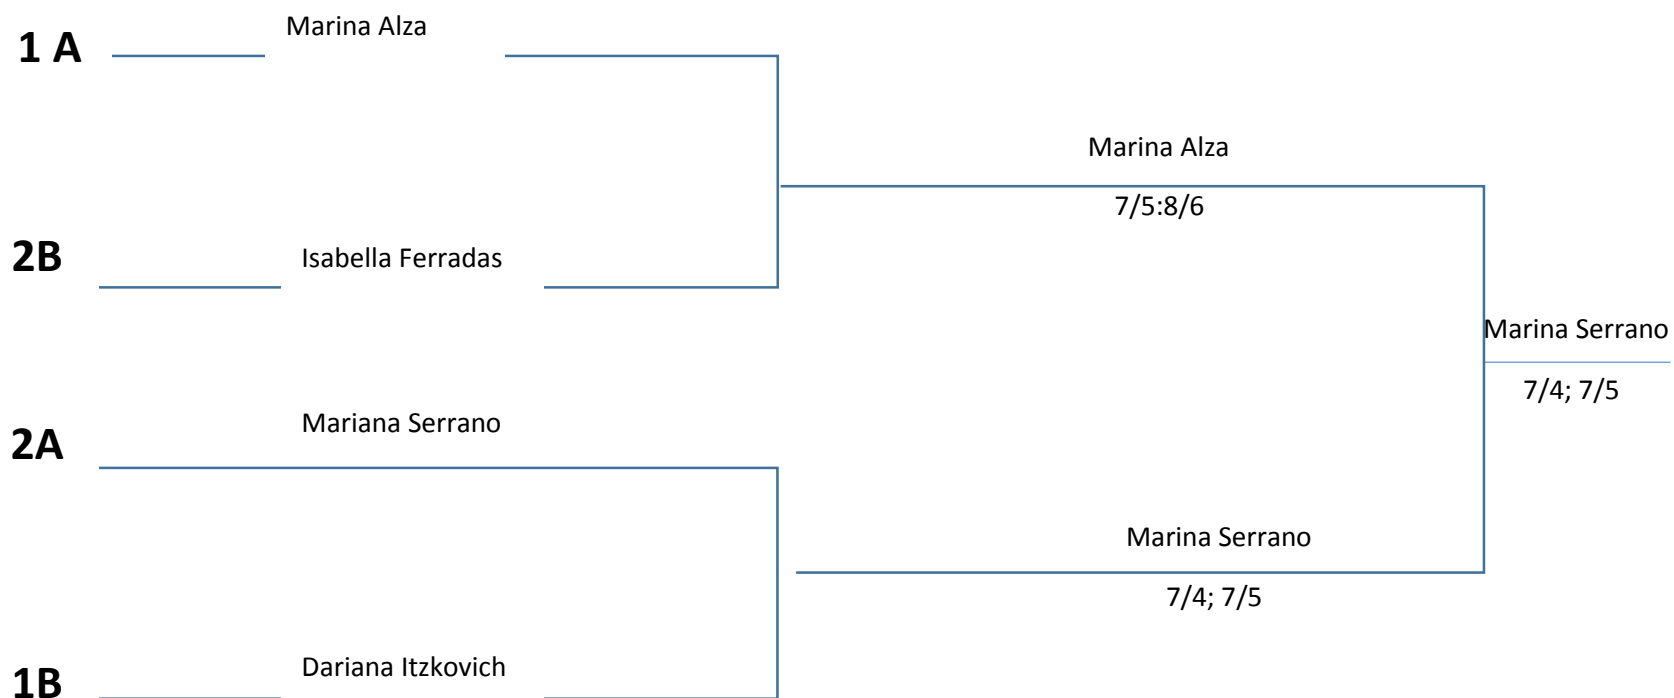 Marina Alza
1 A
Marina Alza
7/5:8/6
2B
Isabella Ferradas
Marina Serrano
7/4; 7/5
Mariana Serrano
2A
Marina Serrano
7/4; 7/5
Dariana Itzkovich
1B